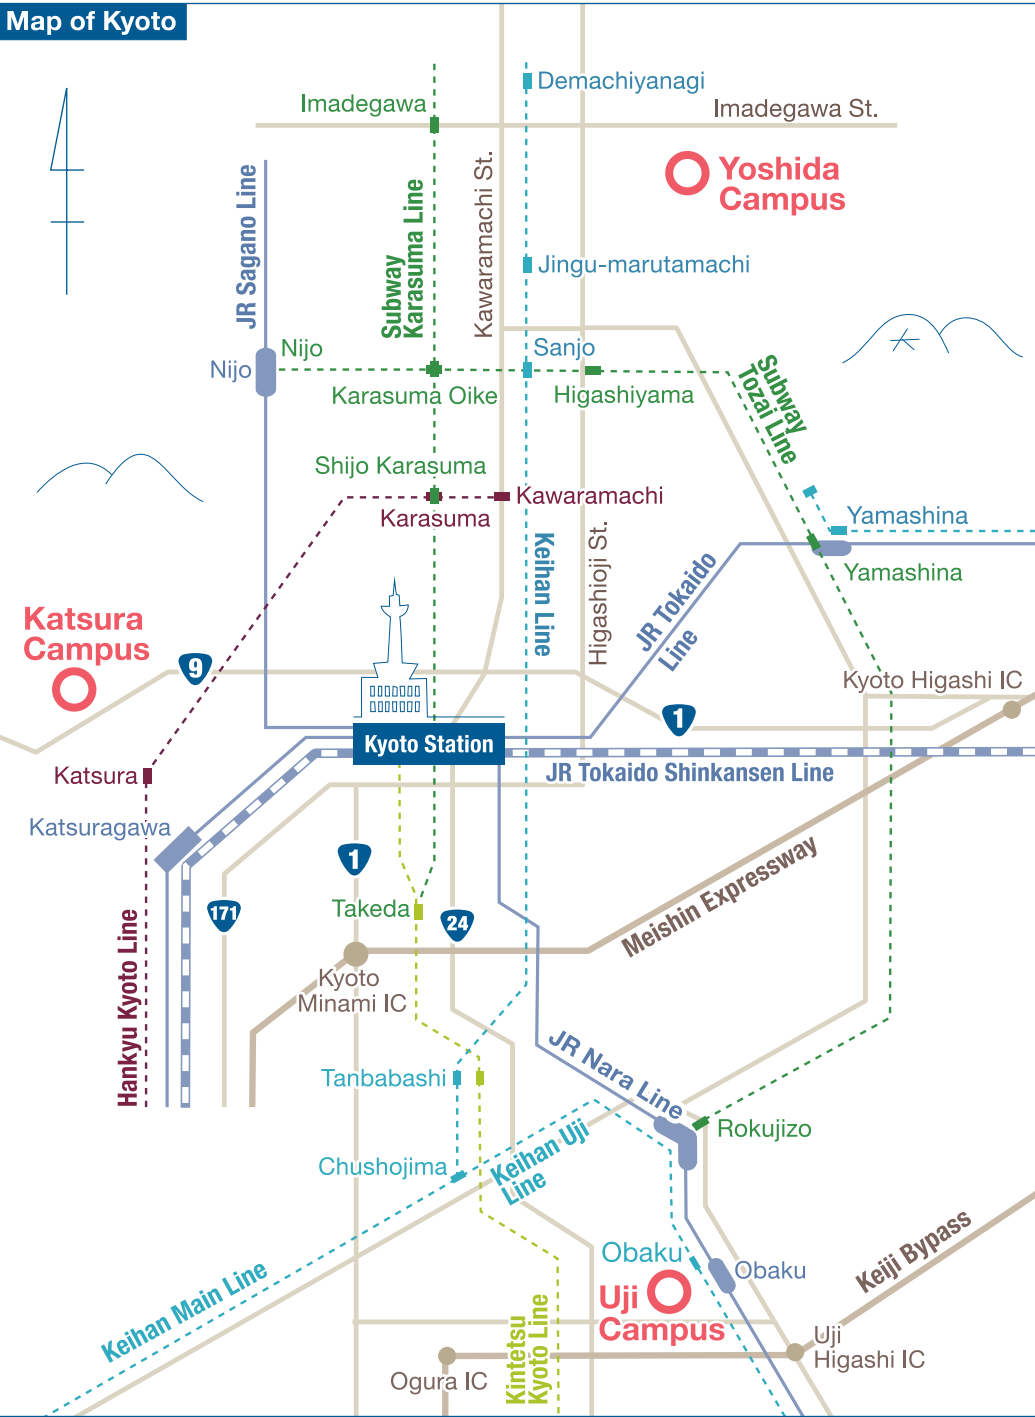 Map of Kyoto
Demachiyanagi
Imadegawa
Imadegawa St.
Yoshida
Campus
Kawaramachi St.
JR Sagano Line
Subway
Karasuma Line
Jingu-marutamachi
Nijo
Nijo
Sanjo
Karasuma Oike
Higashiyama
Subway
Tozai Line
Shijo Karasuma
Karasuma
Kawaramachi
Yamashina
Yamashina
Keihan Line
Higashioji St.
JR Tokaido
Line
Katsura
Campus
9
Kyoto Higashi IC
1
Kyoto Station
JR Tokaido Shinkansen Line
Katsura
Katsuragawa
1
Meishin Expressway
171
Takeda
24
Hankyu Kyoto Line
Kyoto
Minami IC
JR Nara Line
Tanbabashi
Rokujizo
Chushojima
Keihan Uji
Line
Keihan Main Line
Obaku
Obaku
Keiji Bypass
Uji
Campus
Kintetsu
Kyoto Line
Uji
Higashi IC
Ogura IC